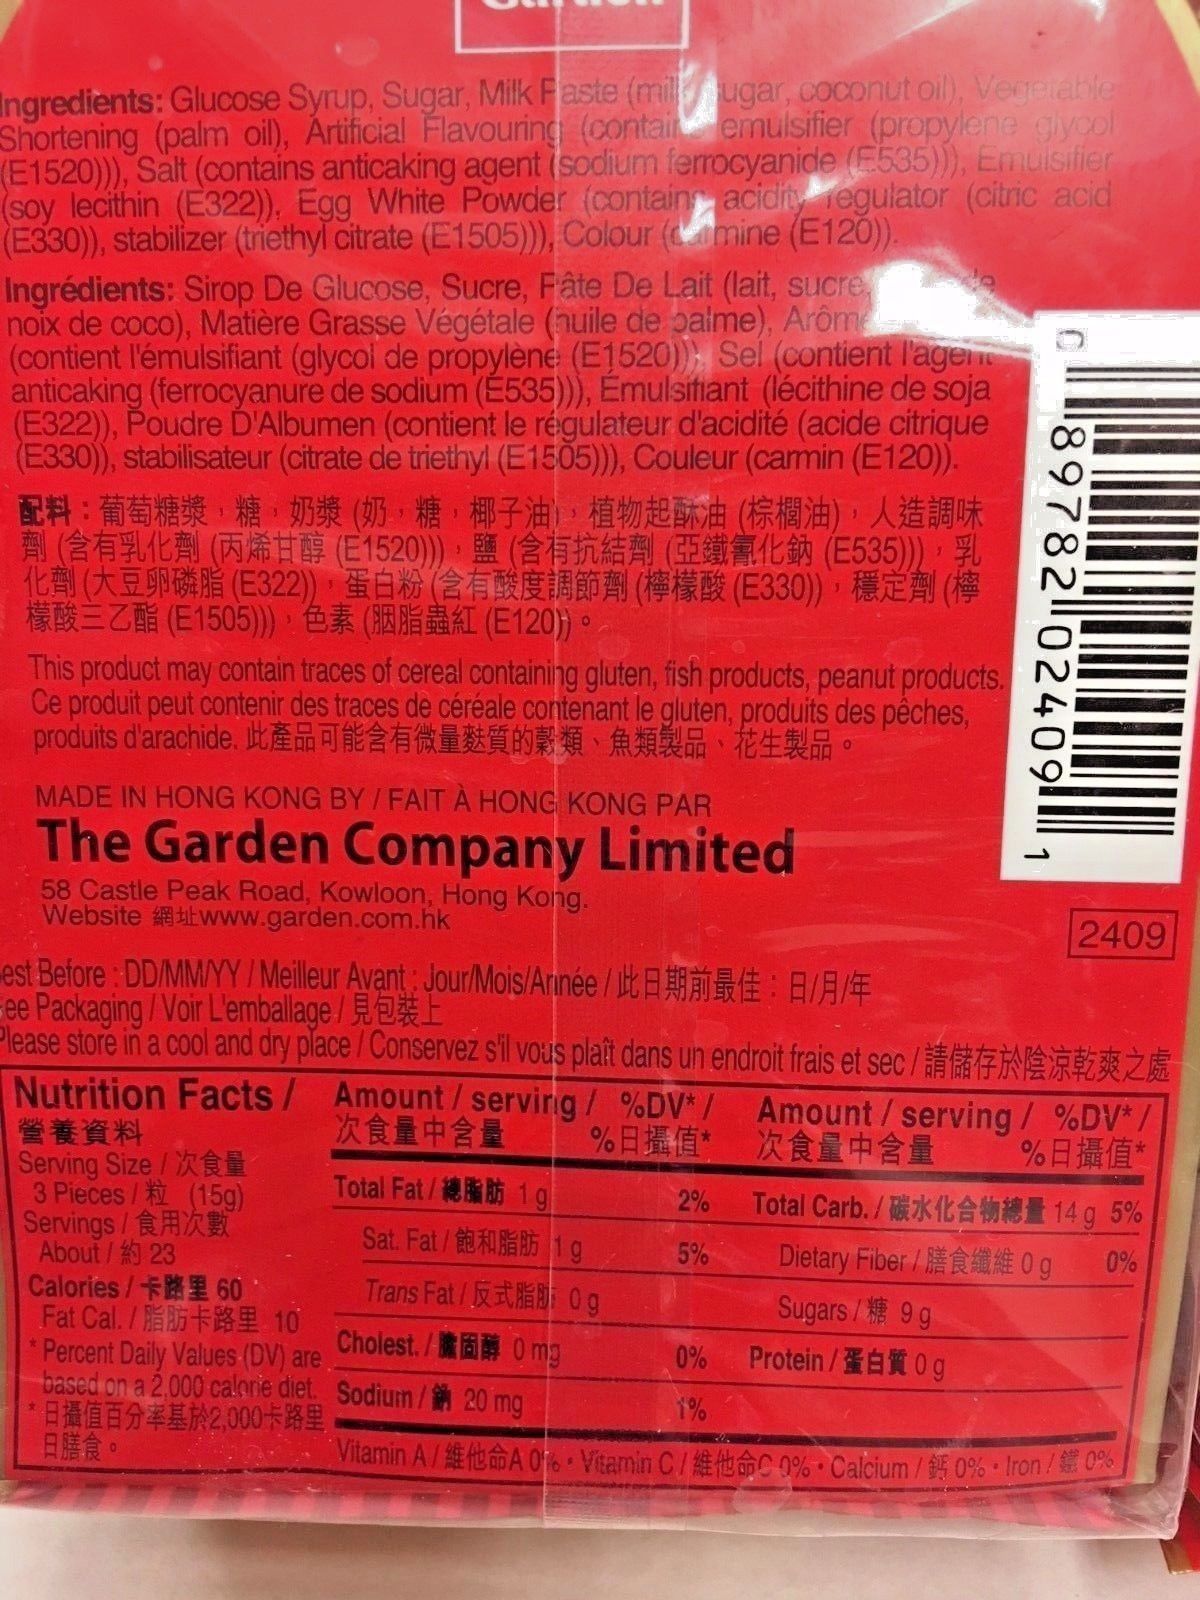 Garden
Ingredients: Glucose Syrup, Sugar, Milk Paste (milk, sugar, coconut oil), Vegetable
Shortening (palm oil), Artificial Flavouring (contains emulsifier (propylene glycol
(E1520))), Salt (contains anticaking agent (sodium ferrocyanide (E535))), Emulsifier
(soy lecithin (E322)), Egg White Powder (contains acidity regulator (citric acid
(E330)), stabilizer (triethyl citrate (E1505))), Colour (carmine (E120)).
Ingrédients: Sirop De Glucose, Sucre, Pâte De Lait (lait, sucre, de
noix de coco), Matière Grasse Végétale (huile de palme), Arôme
(contient l'émulsifiant (glycol de propylène (E1520))), Sel (contient l'agent
anticaking (ferrocyanure de sodium (E535))), Émulsifiant (lécithine de soja
(E322)), Poudre D'Albumen (contient le régulateur d'acidité (acide citrique
(E330)), stabilisateur (citrate de triethyl (E1505))), Couleur (carmin (E120)).
配料：葡萄糖漿，糖，奶漿 (奶，糖，椰子油)，植物起酥油 (棕櫚油)，人造調味
劑 (含有乳化劑 (丙烯甘醇 (E1520)))，鹽 (含有抗結劑 (亞鐵氰化鈉 (E535)))，乳
化劑 (大豆卵磷脂 (E322))，蛋白粉 (含有酸度調節劑 (檸檬酸 (E330))，穩定劑 (檸
檬酸三乙酯 (E1505)))，色素 (胭脂蟲紅 (E120))。
This product may contain traces of cereal containing gluten, fish products, peanut products.
Ce produit peut contenir des traces de céréale contenant le gluten, produits des pêches,
produits d'arachide. 此產品可能含有微量麩質的穀類、魚類製品、花生製品。
MADE IN HONG KONG BY / FAIT À HONG KONG PAR
The Garden Company Limited
58 Castle Peak Road, Kowloon, Hong Kong.
Website 網址www.garden.com.hk
0 89782 02409 1
2409
est Before : DD/MM/YY / Meilleur Avant : Jour/Mois/Année / 此日期前最佳：日/月/年
ee Packaging / Voir L'emballage / 見包裝上
Please store in a cool and dry place / Conservez s'il vous plaît dans un endroit frais et sec / 請儲存於陰涼乾爽之處
Nutrition Facts /
營養資料
Serving Size / 次食量
3 Pieces / 粒 (15g)
Servings / 食用次數
About / 約 23
Calories / 卡路里 60
Fat Cal. / 脂肪卡路里 10
* Percent Daily Values (DV) are
based on a 2,000 calorie diet.
* 日攝值百分率基於2,000卡路里
日膳食。
Amount / serving / %DV* /
次食量中含量 %日攝值*
Total Fat / 總脂肪 1 g 2%
Sat. Fat / 飽和脂肪 1 g 5%
Trans Fat / 反式脂肪 0 g
Cholest. / 膽固醇 0 mg 0%
Sodium / 鈉 20 mg 1%
Amount / serving / %DV* /
次食量中含量 %日攝值*
Total Carb. / 碳水化合物總量 14 g 5%
Dietary Fiber / 膳食纖維 0 g 0%
Sugars / 糖 9 g
Protein / 蛋白質 0 g
Vitamin A / 維他命A 0% • Vitamin C / 維他命C 0% • Calcium / 鈣 0% • Iron / 鐵 0%